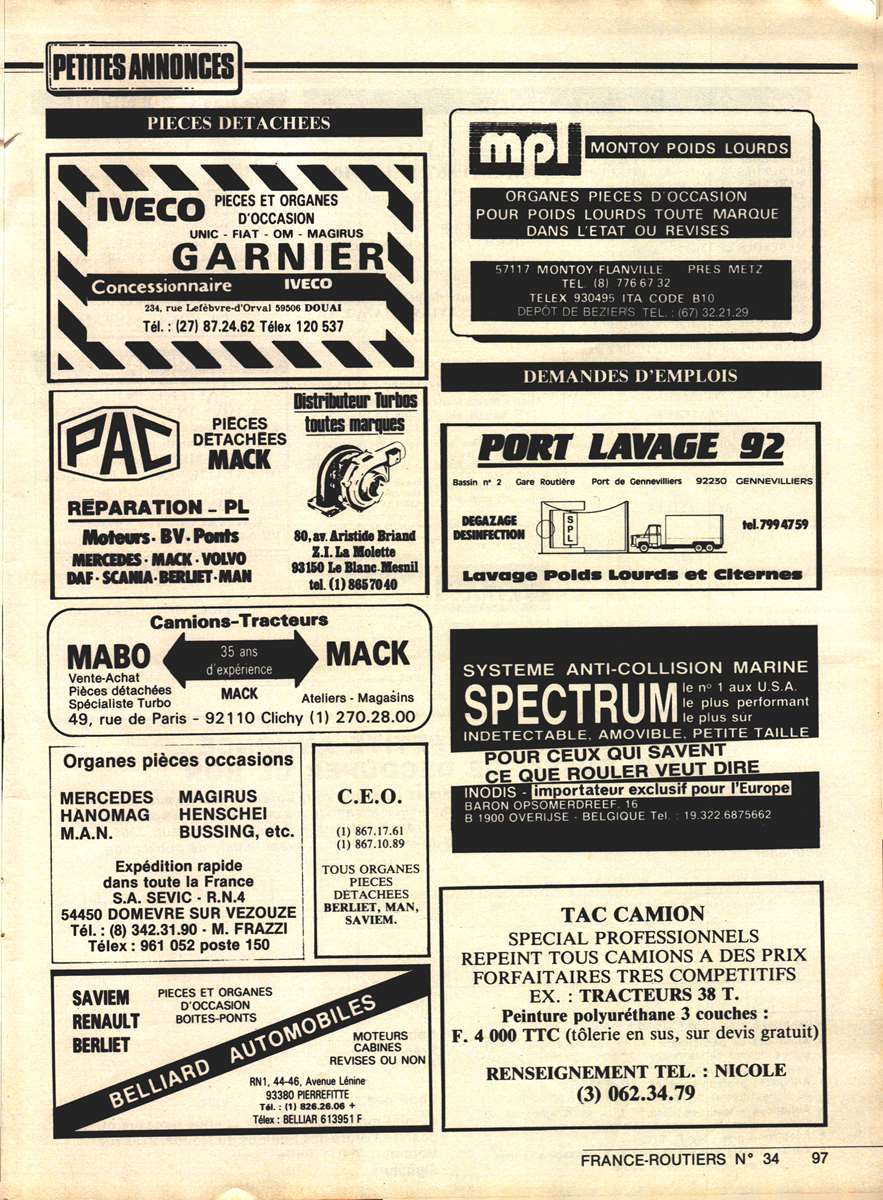 PETITES ANNONCES
PIECES DETACHEES
IVECO PIECES ET ORGANES
D'OCCASION
UNIC - FIAT - OM - MAGIRUS
GARNIER
Concessionnaire IVECO
234, rue Lefèbvre-d'Orval 59506 DOUAI
Tél. : (27) 87.24.62 Télex 120 537
PAC
PIÈCES
DETACHÉES
MACK
Distributeur Turbos
toutes marques
RÉPARATION - PL
Moteurs - BV - Ponts
MERCEDES - MACK - VOLVO
DAF - SCANIA - BERLIET - MAN
80, av. Aristide Briand
Z.I. La Molette
93150 Le Blanc-Mesnil
tel. (1) 865 70 40
Camions-Tracteurs
MABO
35 ans
d'expérience
MACK
Vente-Achat
Pièces détachées
Spécialiste Turbo
MACK
Ateliers - Magasins
49, rue de Paris - 92110 Clichy (1) 270.28.00
Organes pièces occasions
MERCEDES MAGIRUS
HANOMAG HENSCHEI
M.A.N. BUSSING, etc.
Expédition rapide
dans toute la France
S.A. SEVIC - R.N.4
54450 DOMEVRE SUR VEZOUZE
Tél. : (8) 342.31.90 - M. FRAZZI
Télex : 961 052 poste 150
C.E.O.
(1) 867.17.61
(1) 867.10.89
TOUS ORGANES
PIECES
DETACHEES
BERLIET, MAN,
SAVIEM.
SAVIEM
RENAULT
BERLIET
PIECES ET ORGANES
D'OCCASION
BOITES-PONTS
BELLIARD AUTOMOBILES
MOTEURS
CABINES
REVISES OU NON
RN1, 44-46, Avenue Lénine
93380 PIERREFITTE
Tél. : (1) 826.26.06 +
Télex : BELLIAR 613951 F
mpl
MONTOY POIDS LOURDS
ORGANES PIECES D'OCCASION
POUR POIDS LOURDS TOUTE MARQUE
DANS L'ETAT OU REVISES
57117 MONTOY-FLANVILLE PRES METZ
TEL. (8) 776 67 32
TELEX 930495 ITA CODE B10
DEPÔT DE BEZIERS TEL. : (67) 32.21.29
DEMANDES D'EMPLOIS
PORT LAVAGE 92
Bassin n° 2 Gare Routière Port de Gennevilliers 92230 GENNEVILLIERS
DEGAZAGE
DESINFECTION
SPL
tel. 799 47 59
Lavage Poids Lourds et Citernes
SYSTEME ANTI-COLLISION MARINE
SPECTRUM
le n° 1 aux U.S.A.
le plus performant
le plus sur
INDETECTABLE, AMOVIBLE, PETITE TAILLE
POUR CEUX QUI SAVENT
CE QUE ROULER VEUT DIRE
INODIS - importateur exclusif pour l'Europe
BARON OPSOMERDREEF. 16
B 1900 OVERIJSE - BELGIQUE Tel. : 19.322.6875662
TAC CAMION
SPECIAL PROFESSIONNELS
REPEINT TOUS CAMIONS A DES PRIX
FORFAITAIRES TRES COMPETITIFS
EX. : TRACTEURS 38 T.
Peinture polyuréthane 3 couches :
F. 4 000 TTC (tôlerie en sus, sur devis gratuit)
RENSEIGNEMENT TEL. : NICOLE
(3) 062.34.79
FRANCE-ROUTIERS N° 34 97